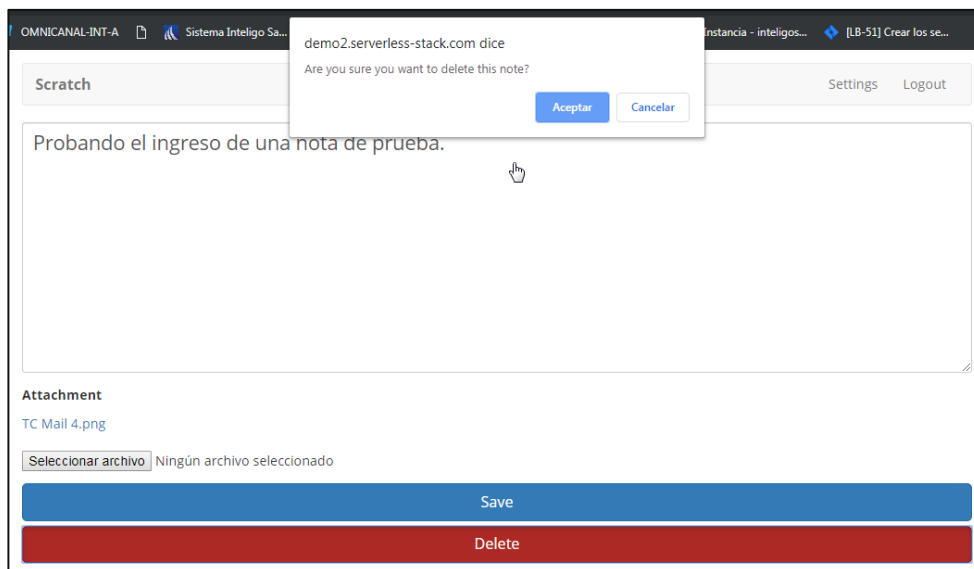 OMNICANAL-INT-A Sistema Inteligo Sa... Instancia - inteligos... [LB-51] Crear los se...
demo2.serverless-stack.com dice
Are you sure you want to delete this note?
Aceptar Cancelar
Scratch Settings Logout
Probando el ingreso de una nota de prueba.
Attachment
TC Mail 4.png
Seleccionar archivo Ningún archivo seleccionado
Save
Delete